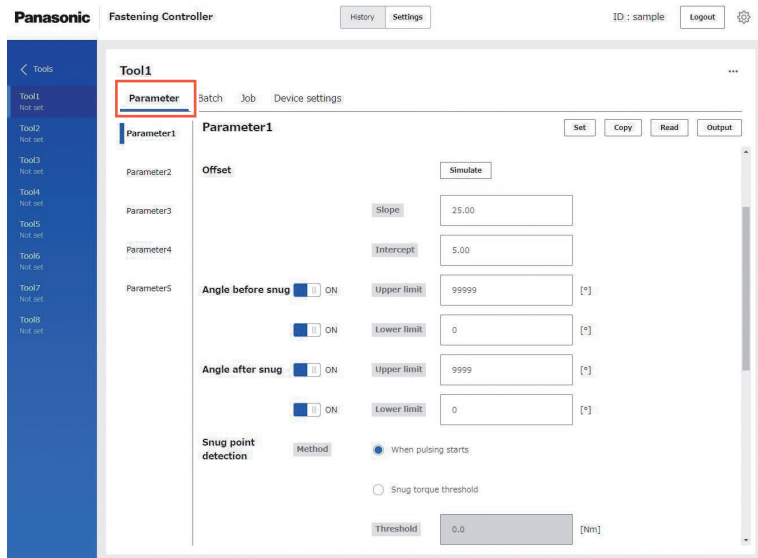 Panasonic Fastening Controller History Settings ID : sample Logout
Tools
Tool1
Not set
Tool2
Not set
Tool3
Not set
Tool4
Not set
Tool5
Not set
Tool6
Not set
Tool7
Not set
Tool8
Not set
Tool1 ...
Parameter Batch Job Device settings
Parameter1
Parameter2
Parameter3
Parameter4
Parameter5
Parameter1 Set Copy Read Output
Offset Simulate
Slope 25.00
Intercept 5.00
Angle before snug ON Upper limit 99999 [°]
ON Lower limit 0 [°]
Angle after snug ON Upper limit 9999 [°]
ON Lower limit 0 [°]
Snug point
detection Method When pulsing starts
Snug torque threshold
Threshold 0.0 [Nm]